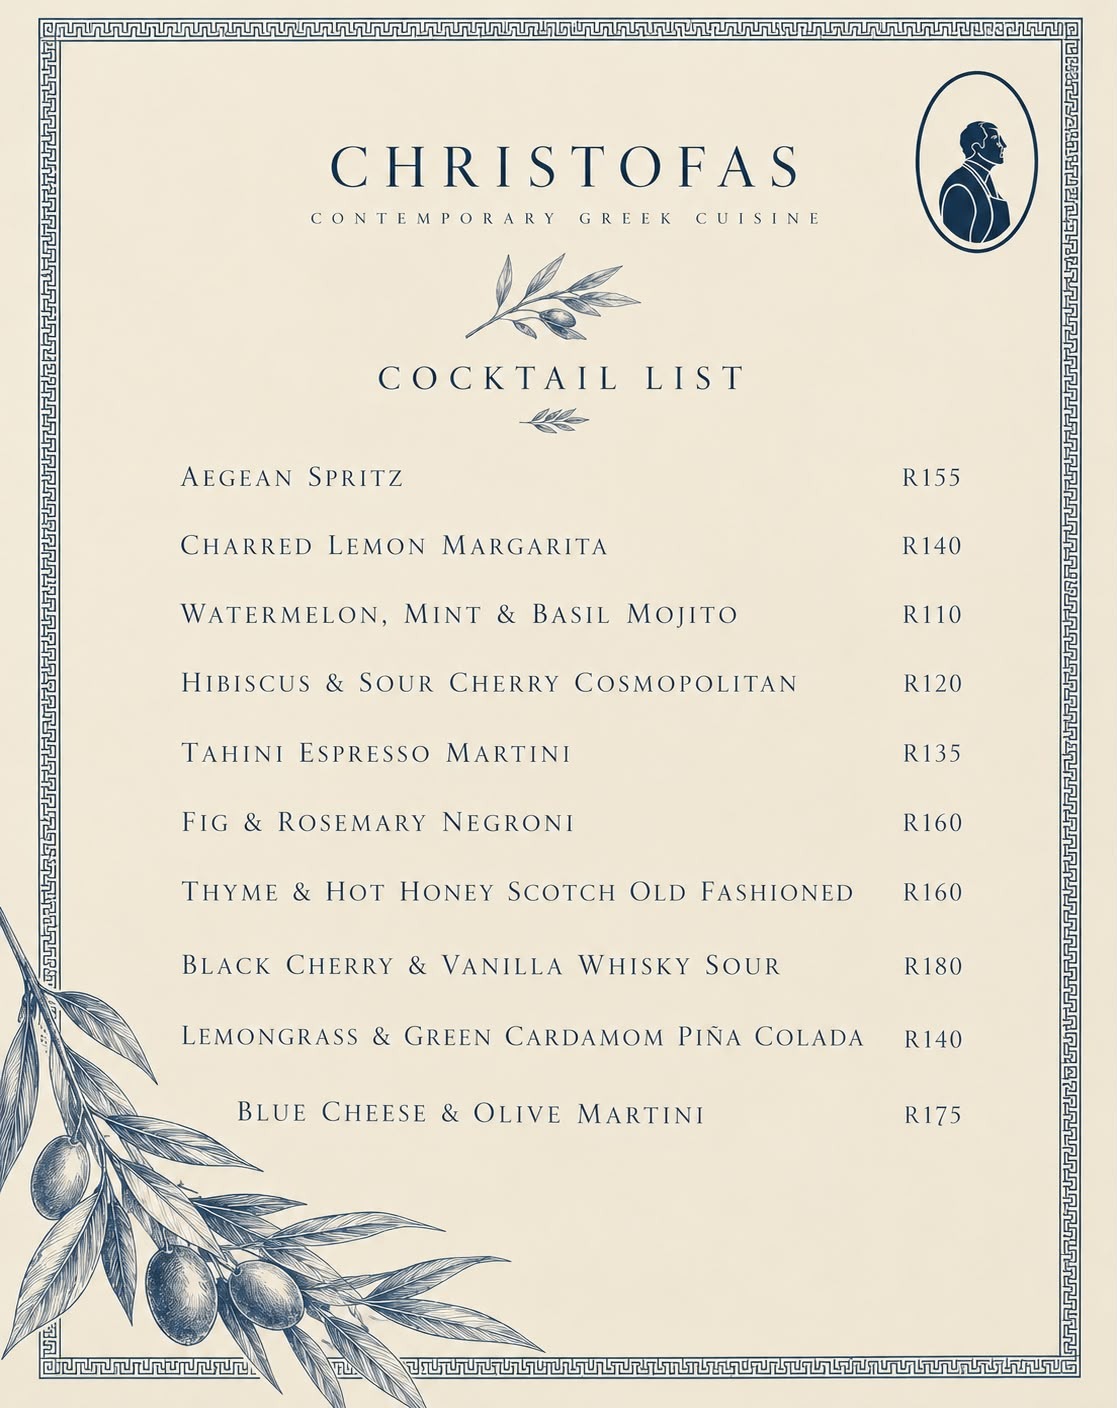 CHRISTOFAS
CONTEMPORARY GREEK CUISINE
COCKTAIL LIST
AEGEAN SPRITZ R155
CHARRED LEMON MARGARITA R140
WATERMELON, MINT & BASIL MOJITO R110
HIBISCUS & SOUR CHERRY COSMOPOLITAN R120
TAHINI ESPRESSO MARTINI R135
FIG & ROSEMARY NEGRONI R160
THYME & HOT HONEY SCOTCH OLD FASHIONED R160
BLACK CHERRY & VANILLA WHISKY SOUR R180
LEMONGRASS & GREEN CARDAMOM PIÑA COLADA R140
BLUE CHEESE & OLIVE MARTINI R175